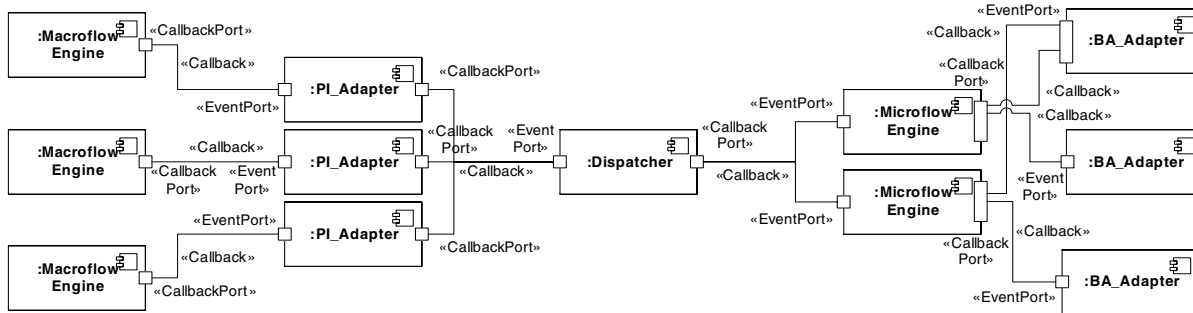 :Macroflow
Engine
«CallbackPort»
«Callback»
«EventPort»
:PI_Adapter
«CallbackPort»
:Macroflow
Engine
«Callback»
«Callback
Port»
«Event
Port»
:PI_Adapter
«Callback
Port»
«Event
Port»
«Callback»
:Macroflow
Engine
«EventPort»
«Callback»
«CallbackPort»
:PI_Adapter
«CallbackPort»
:Dispatcher
«Callback
Port»
«Callback»
«EventPort»
:Microflow
Engine
«EventPort»
:Microflow
Engine
«EventPort»
«Callback»
«Callback
Port»
:BA_Adapter
«Callback»
«Callback»
:BA_Adapter
«Event
Port»
«Callback
Port»
«Callback»
«EventPort»
:BA_Adapter